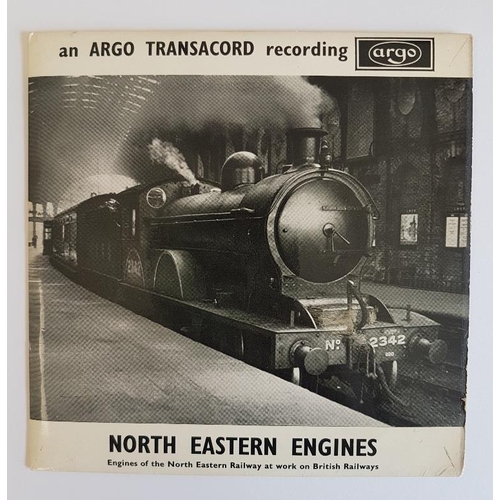 an ARGO TRANSACORD recording
argo
2342
Nº 2342
NORTH EASTERN ENGINES
Engines of the North Eastern Railway at work on British Railways